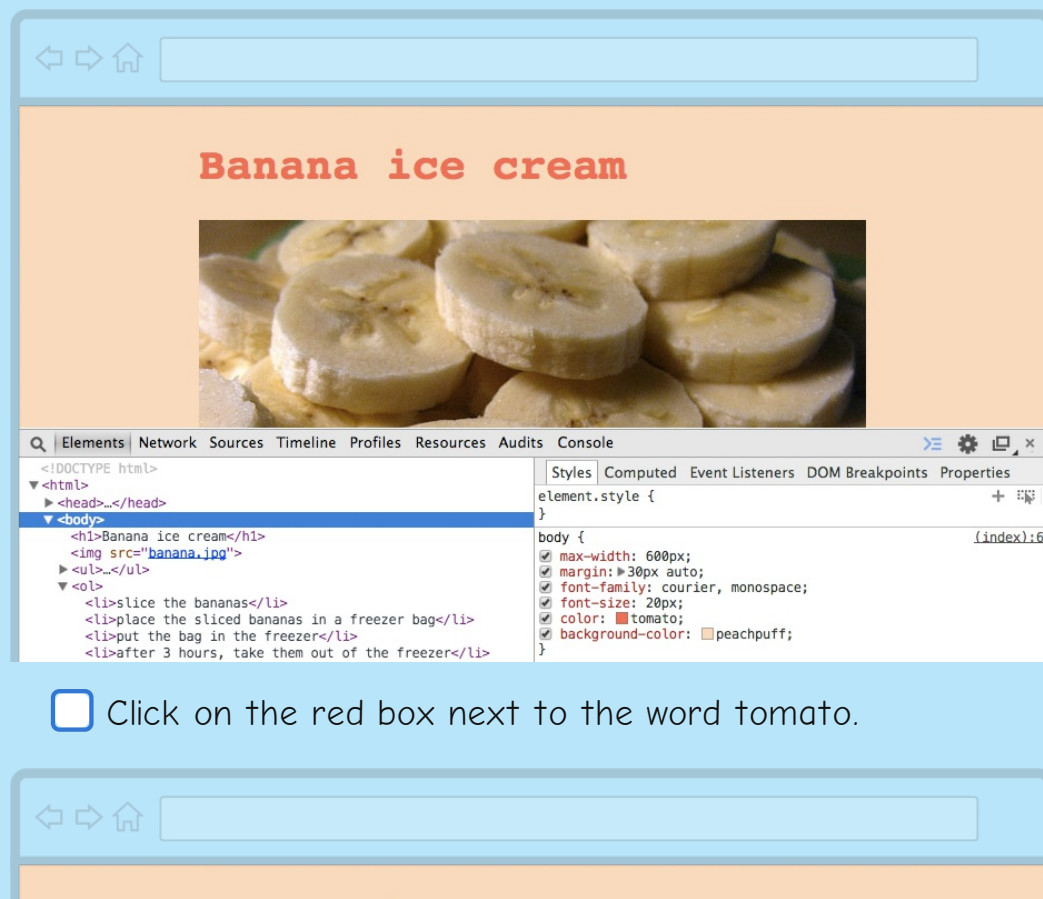 Banana ice cream
Elements Network Sources Timeline Profiles Resources Audits Console
<!DOCTYPE html>
▼<html>
▶<head>…</head>
▼<body>
<h1>Banana ice cream</h1>
<img src="banana.jpg">
▶<ul>…</ul>
▼<ol>
<li>slice the bananas</li>
<li>place the sliced bananas in a freezer bag</li>
<li>put the bag in the freezer</li>
<li>after 3 hours, take them out of the freezer</li>
Styles Computed Event Listeners DOM Breakpoints Properties
element.style {
}
body { (index):6
max-width: 600px;
margin:▶30px auto;
font-family: courier, monospace;
font-size: 20px;
color: tomato;
background-color: peachpuff;
}
Click on the red box next to the word tomato.